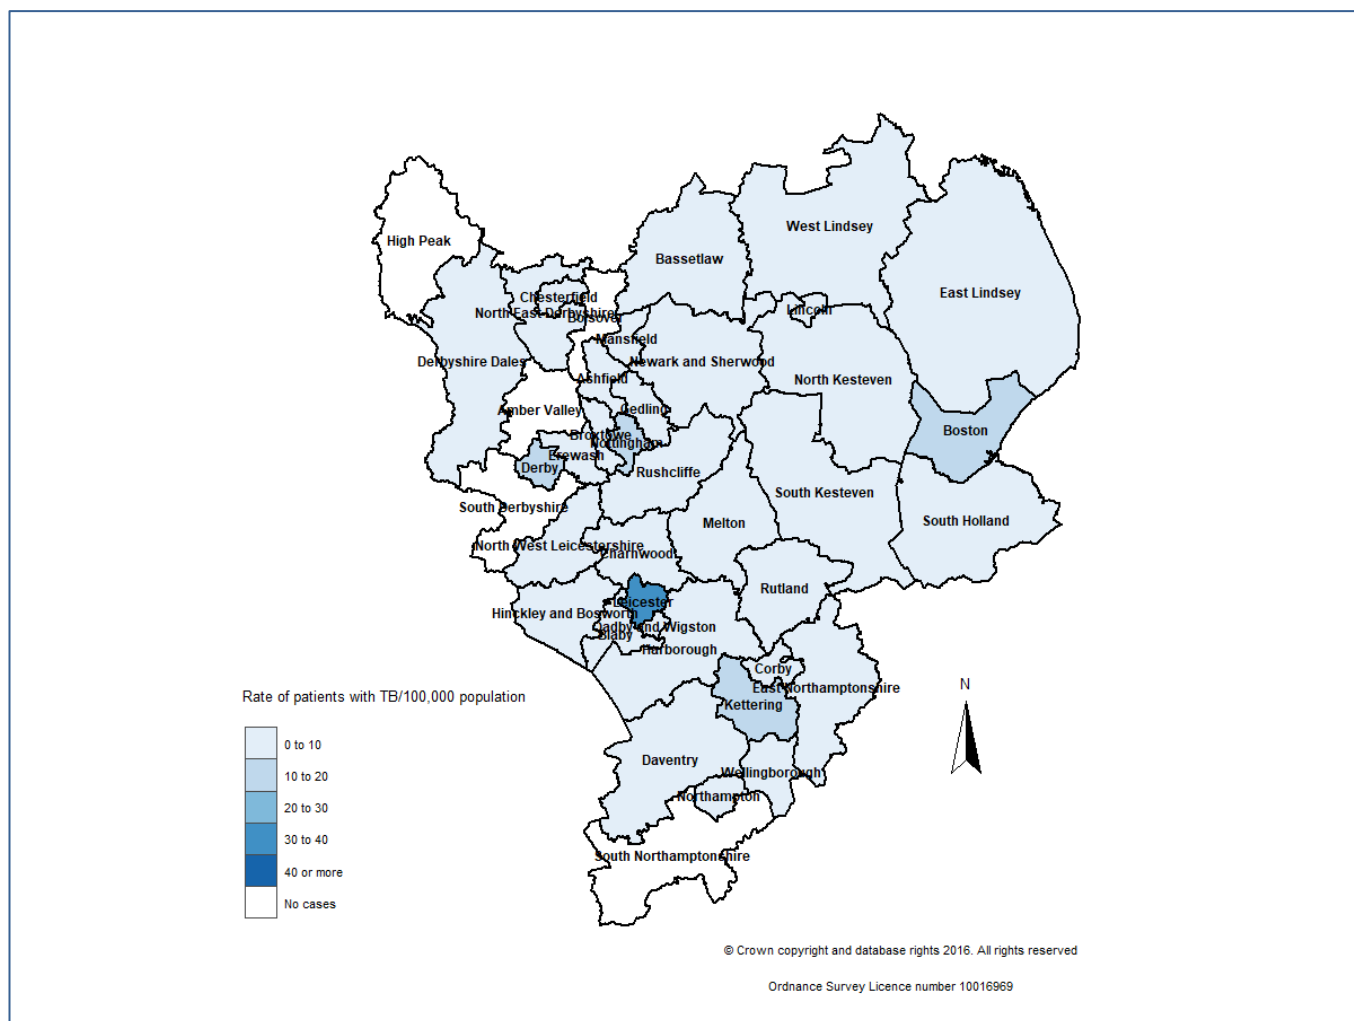 High Peak
West Lindsey
Bassetlaw
East Lindsey
Chesterfield
North East Derbyshire
Bolsover
Lincoln
Mansfield
Derbyshire Dales
Newark and Sherwood
Ashfield
North Kesteven
Amber Valley
Gedling
Boston
Broxtowe
Nottingham
Erewash
Derby
Rushcliffe
South Kesteven
South Derbyshire
Melton
South Holland
North West Leicestershire
Charnwood
Rutland
Leicester
Hinckley and Bosworth
Oadby and Wigston
Blaby
Harborough
Corby
East Northamptonshire
Kettering
Daventry
Wellingborough
Northampton
South Northamptonshire
N
Rate of patients with TB/100,000 population
0 to 10
10 to 20
20 to 30
30 to 40
40 or more
No cases
© Crown copyright and database rights 2016. All rights reserved
Ordnance Survey Licence number 10016969